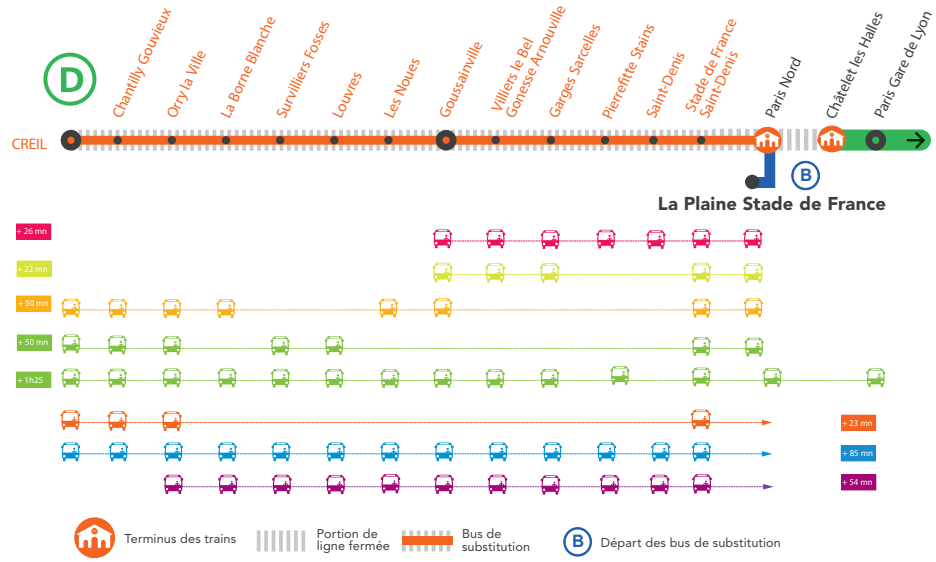 D
CREIL
Chantilly Gouvieux
Orry la Ville
La Borne Blanche
Survilliers Fosses
Louvres
Les Noues
Goussainville
Villiers le Bel
Gonesse Arnouville
Garges Sarcelles
Pierrefitte Stains
Saint-Denis
Stade de France
Saint-Denis
Paris Nord
Châtelet les Halles
Paris Gare de Lyon
B
La Plaine Stade de France
+ 26 mn
+ 22 mn
+ 50 mn
+ 50 mn
+ 1h25
+ 23 mn
+ 85 mn
+ 54 mn
Terminus des trains
Portion de
ligne fermée
Bus de
substitution
B
Départ des bus de substitution